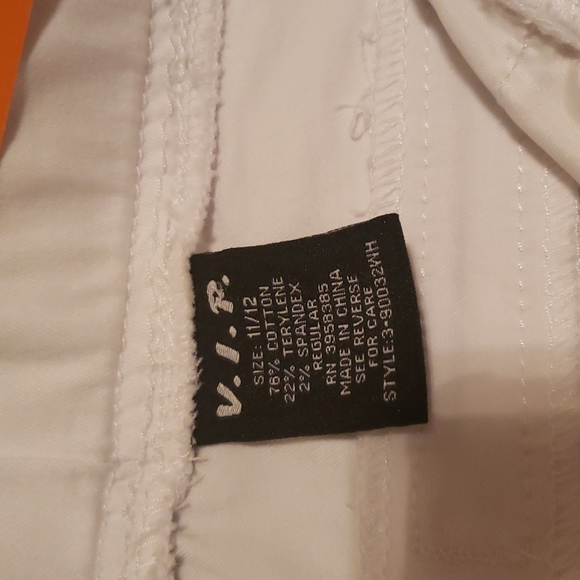 V.I.P.
SIZE: 11/12
76% COTTON
22% TERYLENE
2% SPANDEX
REGULAR
RN 3958385
MADE IN CHINA
SEE REVERSE
FOR CARE
STYLE:3-90D32WH